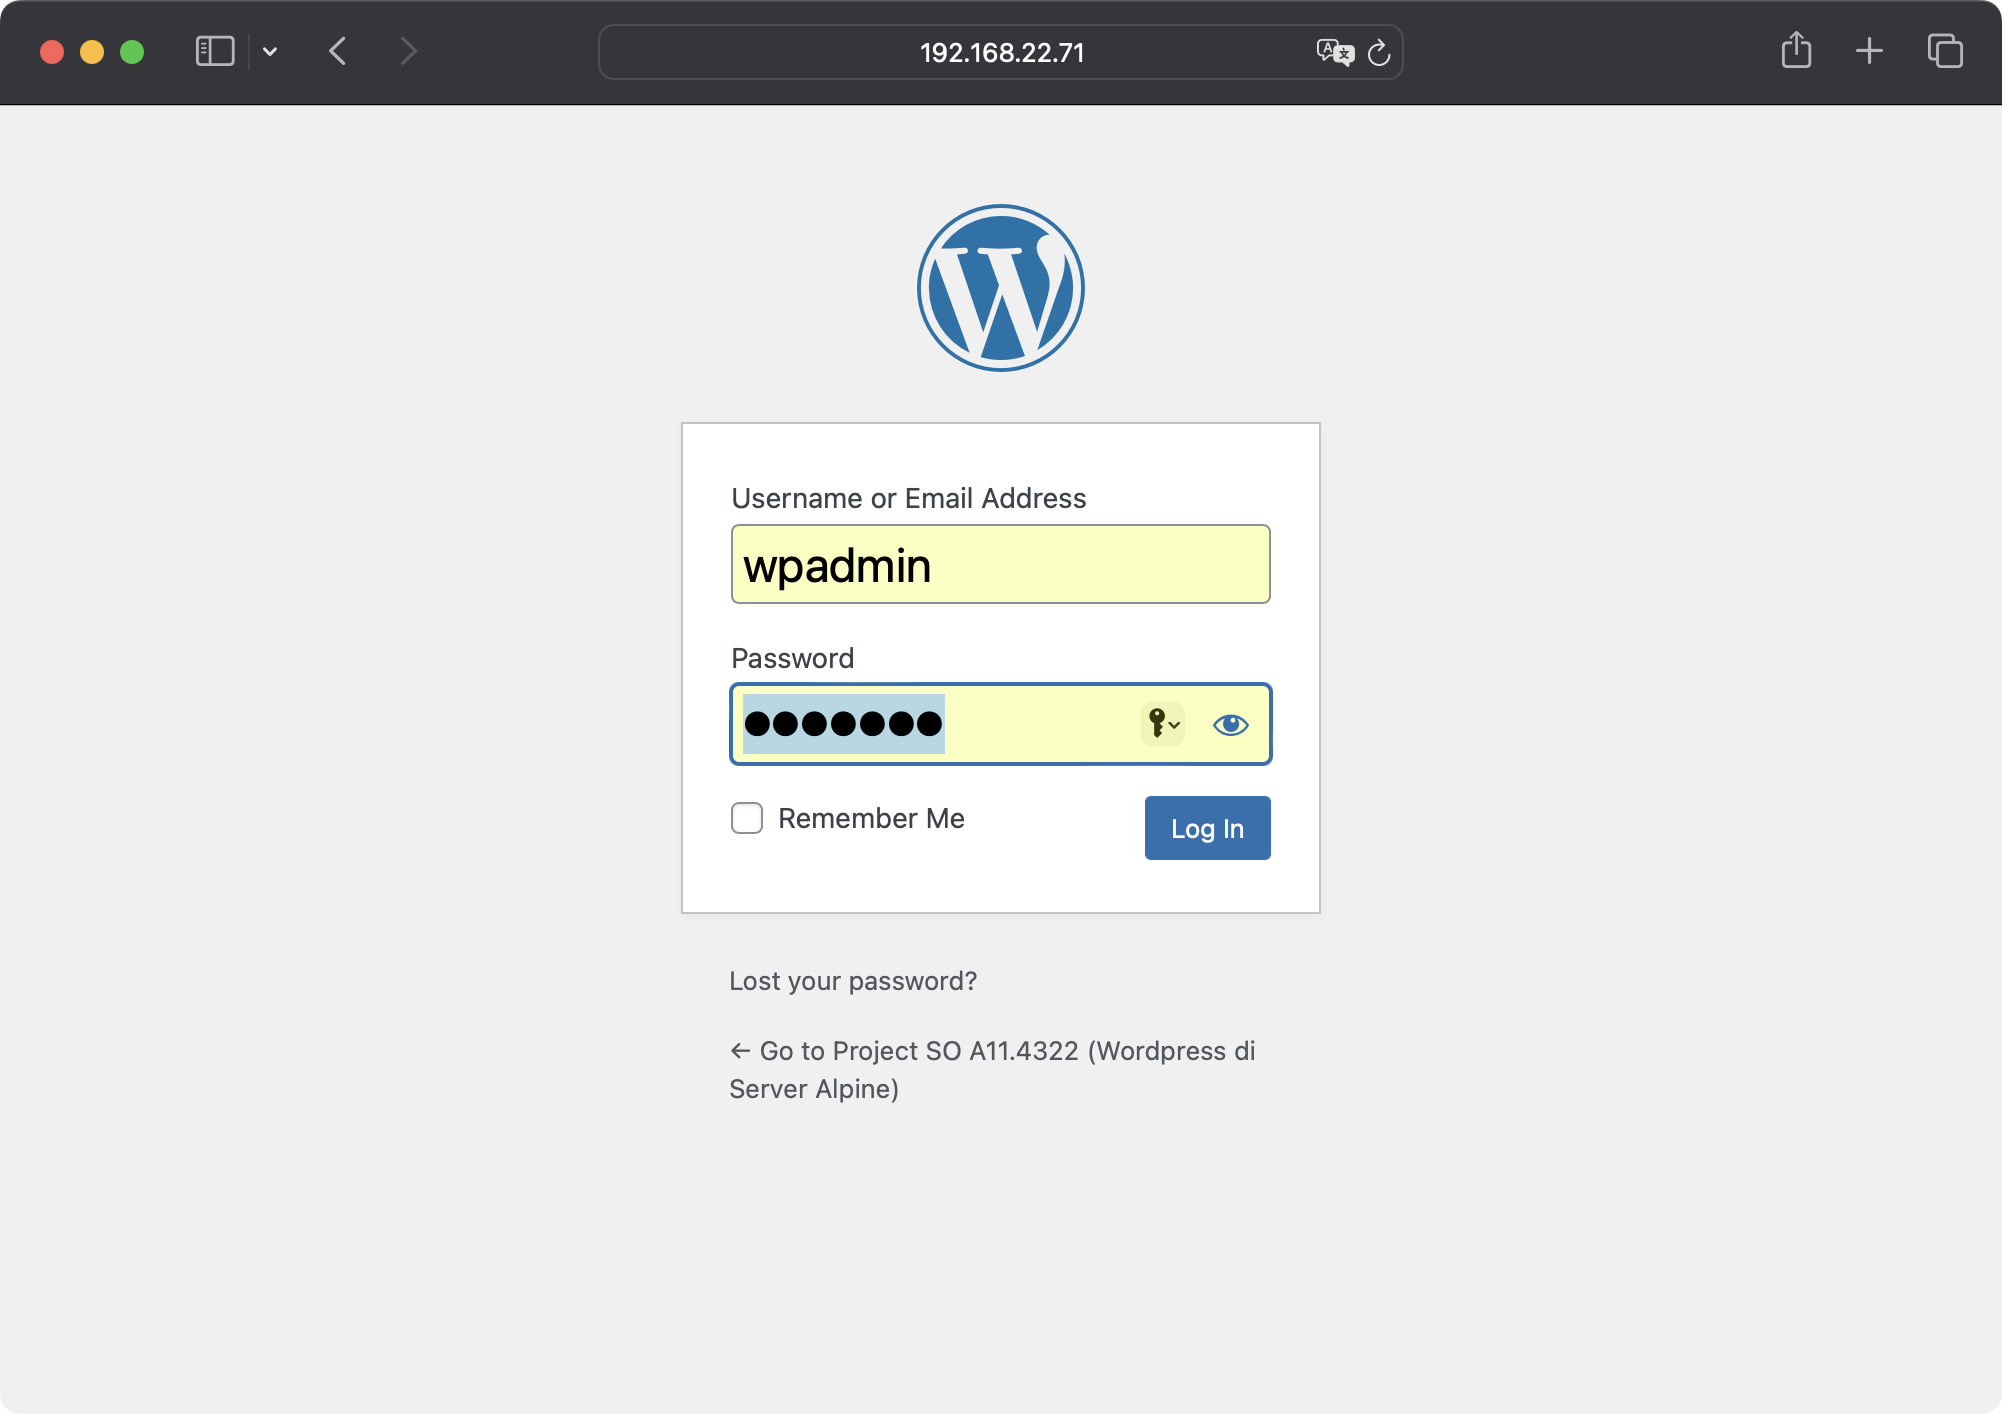 192.168.22.71
Username or Email Address
wpadmin
Password
●●●●●●●
Remember Me
Log In
Lost your password?
← Go to Project SO A11.4322 (Wordpress di
Server Alpine)